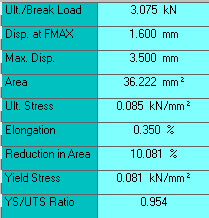 Ult./Break Load 3.075 kN
Disp. at FMAX 1.600 mm
Max. Disp. 3.500 mm
Area 36.222 mm²
Ult. Stress 0.085 kN/mm²
Elongation 0.350 %
Reduction in Area 10.081 %
Yield Stress 0.081 kN/mm²
YS/UTS Ratio 0.954